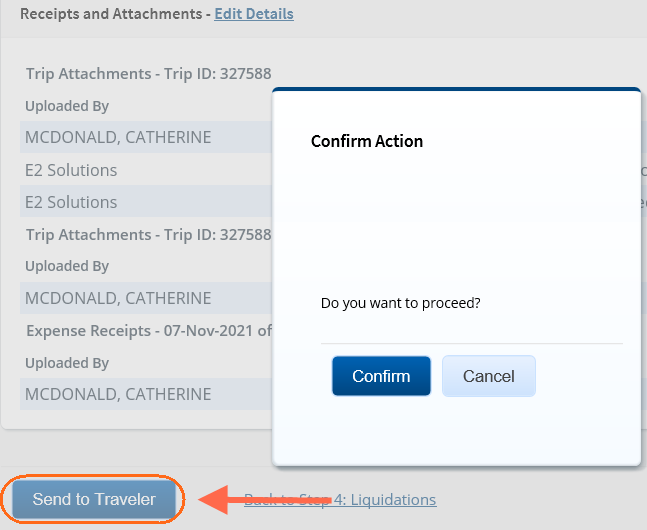 Receipts and Attachments - Edit Details
Trip Attachments - Trip ID: 327588
Uploaded By
MCDONALD, CATHERINE
E2 Solutions
E2 Solutions
Trip Attachments - Trip ID: 327588
Uploaded By
MCDONALD, CATHERINE
Expense Receipts - 07-Nov-2021 of
Uploaded By
MCDONALD, CATHERINE
Confirm Action
Do you want to proceed?
Confirm Cancel
Send to Traveler Back to Step 4: Liquidations